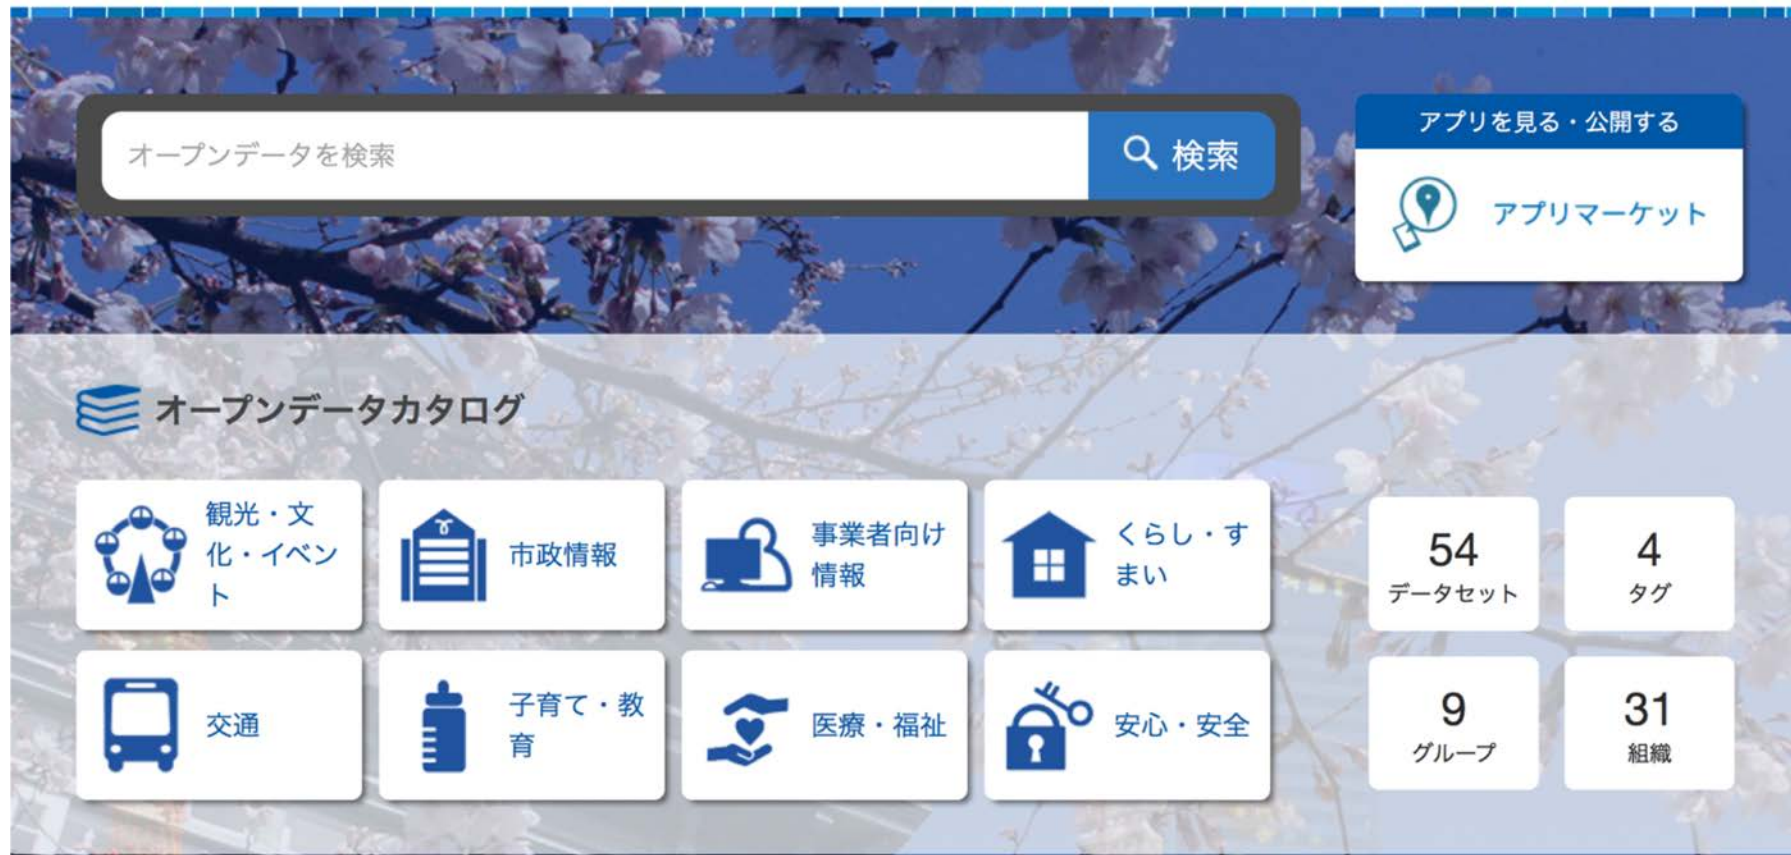 オープンデータを検索
検索
アプリを見る・公開する
アプリマーケット
オープンデータカタログ
観光・文
化・イベン
ト
市政情報
事業者向け
情報
くらし・す
まい
54
データセット
4
タグ
交通
子育て・教
育
医療・福祉
安心・安全
9
グループ
31
組織